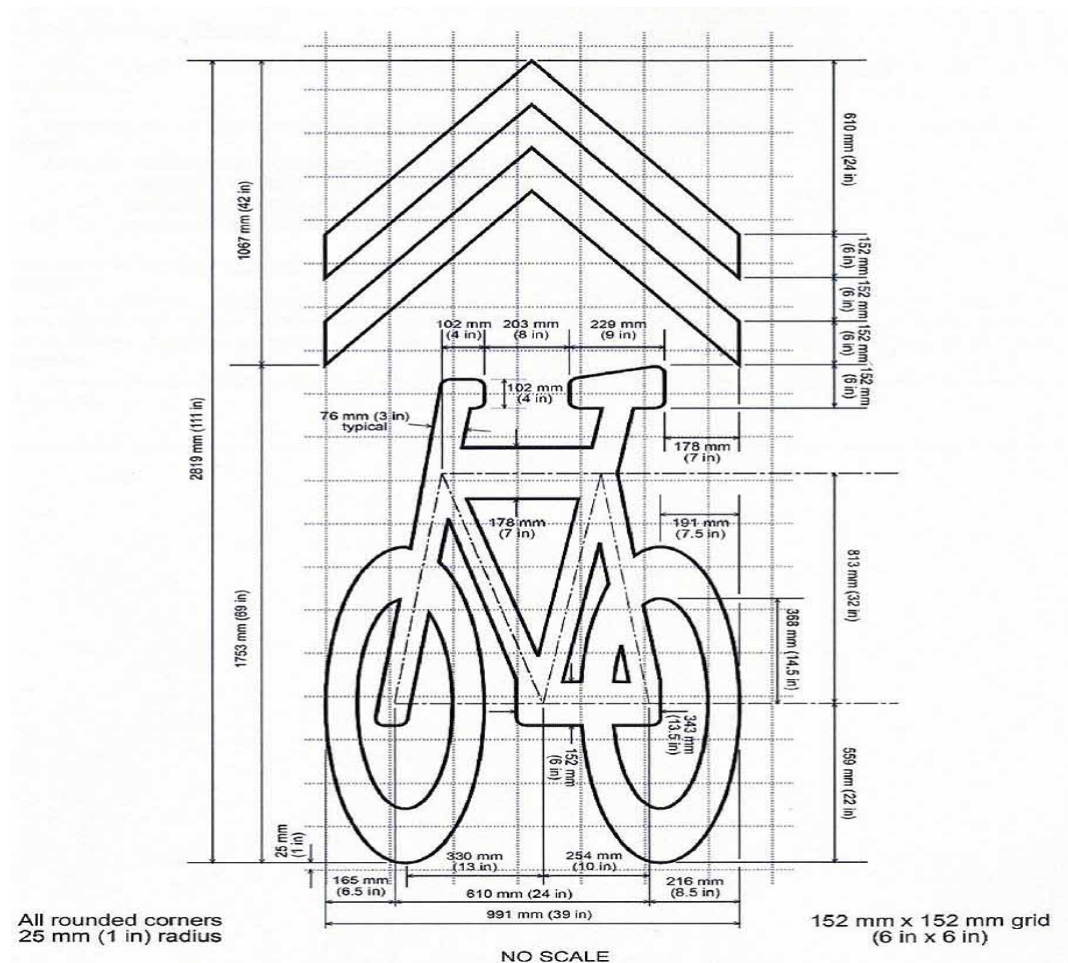 610 mm (24 in)
1067 mm (42 in)
152 mm
(6 in)
152 mm
(6 in)
152 mm
(6 in)
152 mm
(6 in)
102 mm
(4 in)
203 mm
(8 in)
229 mm
(9 in)
102 mm
(4 in)
76 mm (3 in)
typical
178 mm
(7 in)
2819 mm (111 in)
178 mm
(7 in)
191 mm
(7.5 in)
813 mm (32 in)
368 mm (14.5 in)
1753 mm (69 in)
343 mm
(13.5 in)
152 mm
(6 in)
559 mm (22 in)
25 mm
(1 in)
330 mm
(13 in)
254 mm
(10 in)
165 mm
(6.5 in)
610 mm (24 in)
216 mm
(8.5 in)
991 mm (39 in)
All rounded corners
25 mm (1 in) radius
152 mm x 152 mm grid
(6 in x 6 in)
NO SCALE